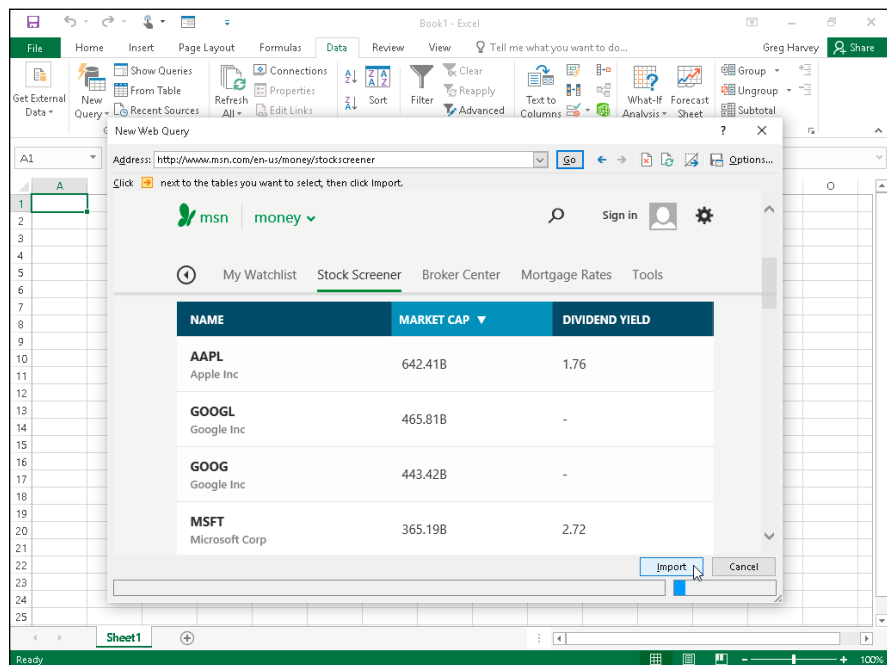 Book1 - Excel
File Home Insert Page Layout Formulas Data Review View Tell me what you want to do... Greg Harvey Share
Show Queries Connections Clear Group
From Table Properties Reapply Ungroup
Get External New Recent Sources Refresh Edit Links Sort Filter Advanced Text to What-If Forecast Subtotal
Data Query All Columns Analysis Sheet
New Web Query ? ×
A1 Address: http://www.msn.com/en-us/money/stockscreener Go Options...
Click next to the tables you want to select, then click Import.
A O
msn money Sign in
My Watchlist Stock Screener Broker Center Mortgage Rates Tools
NAME MARKET CAP ▼ DIVIDEND YIELD
AAPL
Apple Inc 642.41B 1.76
GOOGL
Google Inc 465.81B -
GOOG
Google Inc 443.42B -
MSFT
Microsoft Corp 365.19B 2.72
Import Cancel
1
2
3
4
5
6
7
8
9
10
11
12
13
14
15
16
17
18
19
20
21
22
23
24
25
Sheet1
Ready 100%